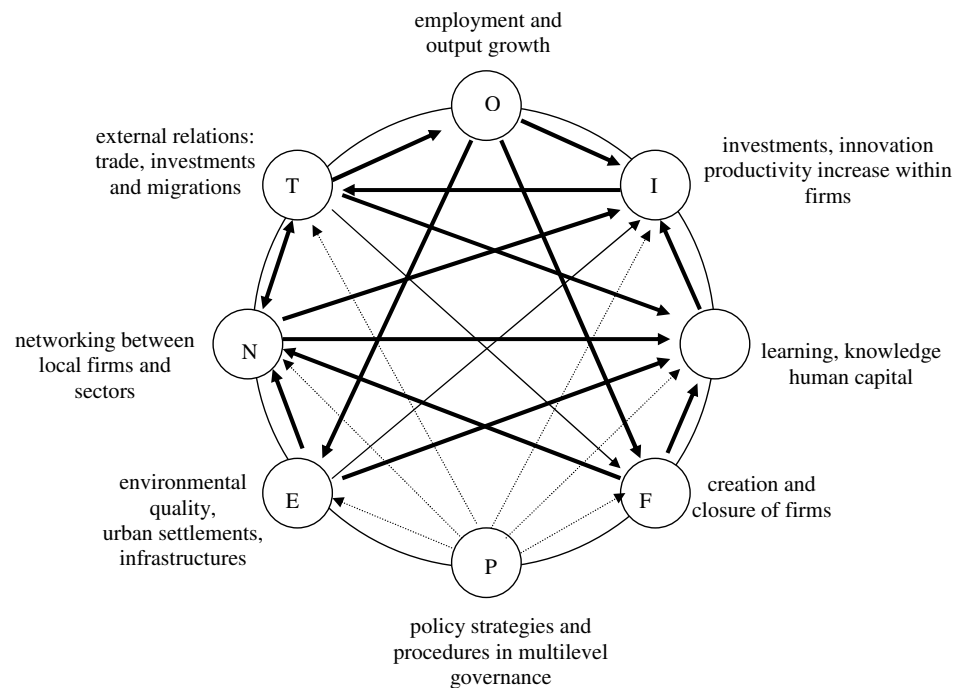 employment and
output growth
O
external relations:
trade, investments
and migrations
T
investments, innovation
productivity increase within
firms
I
networking between
local firms and
sectors
N
learning, knowledge
human capital
environmental
quality,
urban settlements,
infrastructures
E
creation and
closure of firms
F
P
policy strategies and
procedures in multilevel
governance